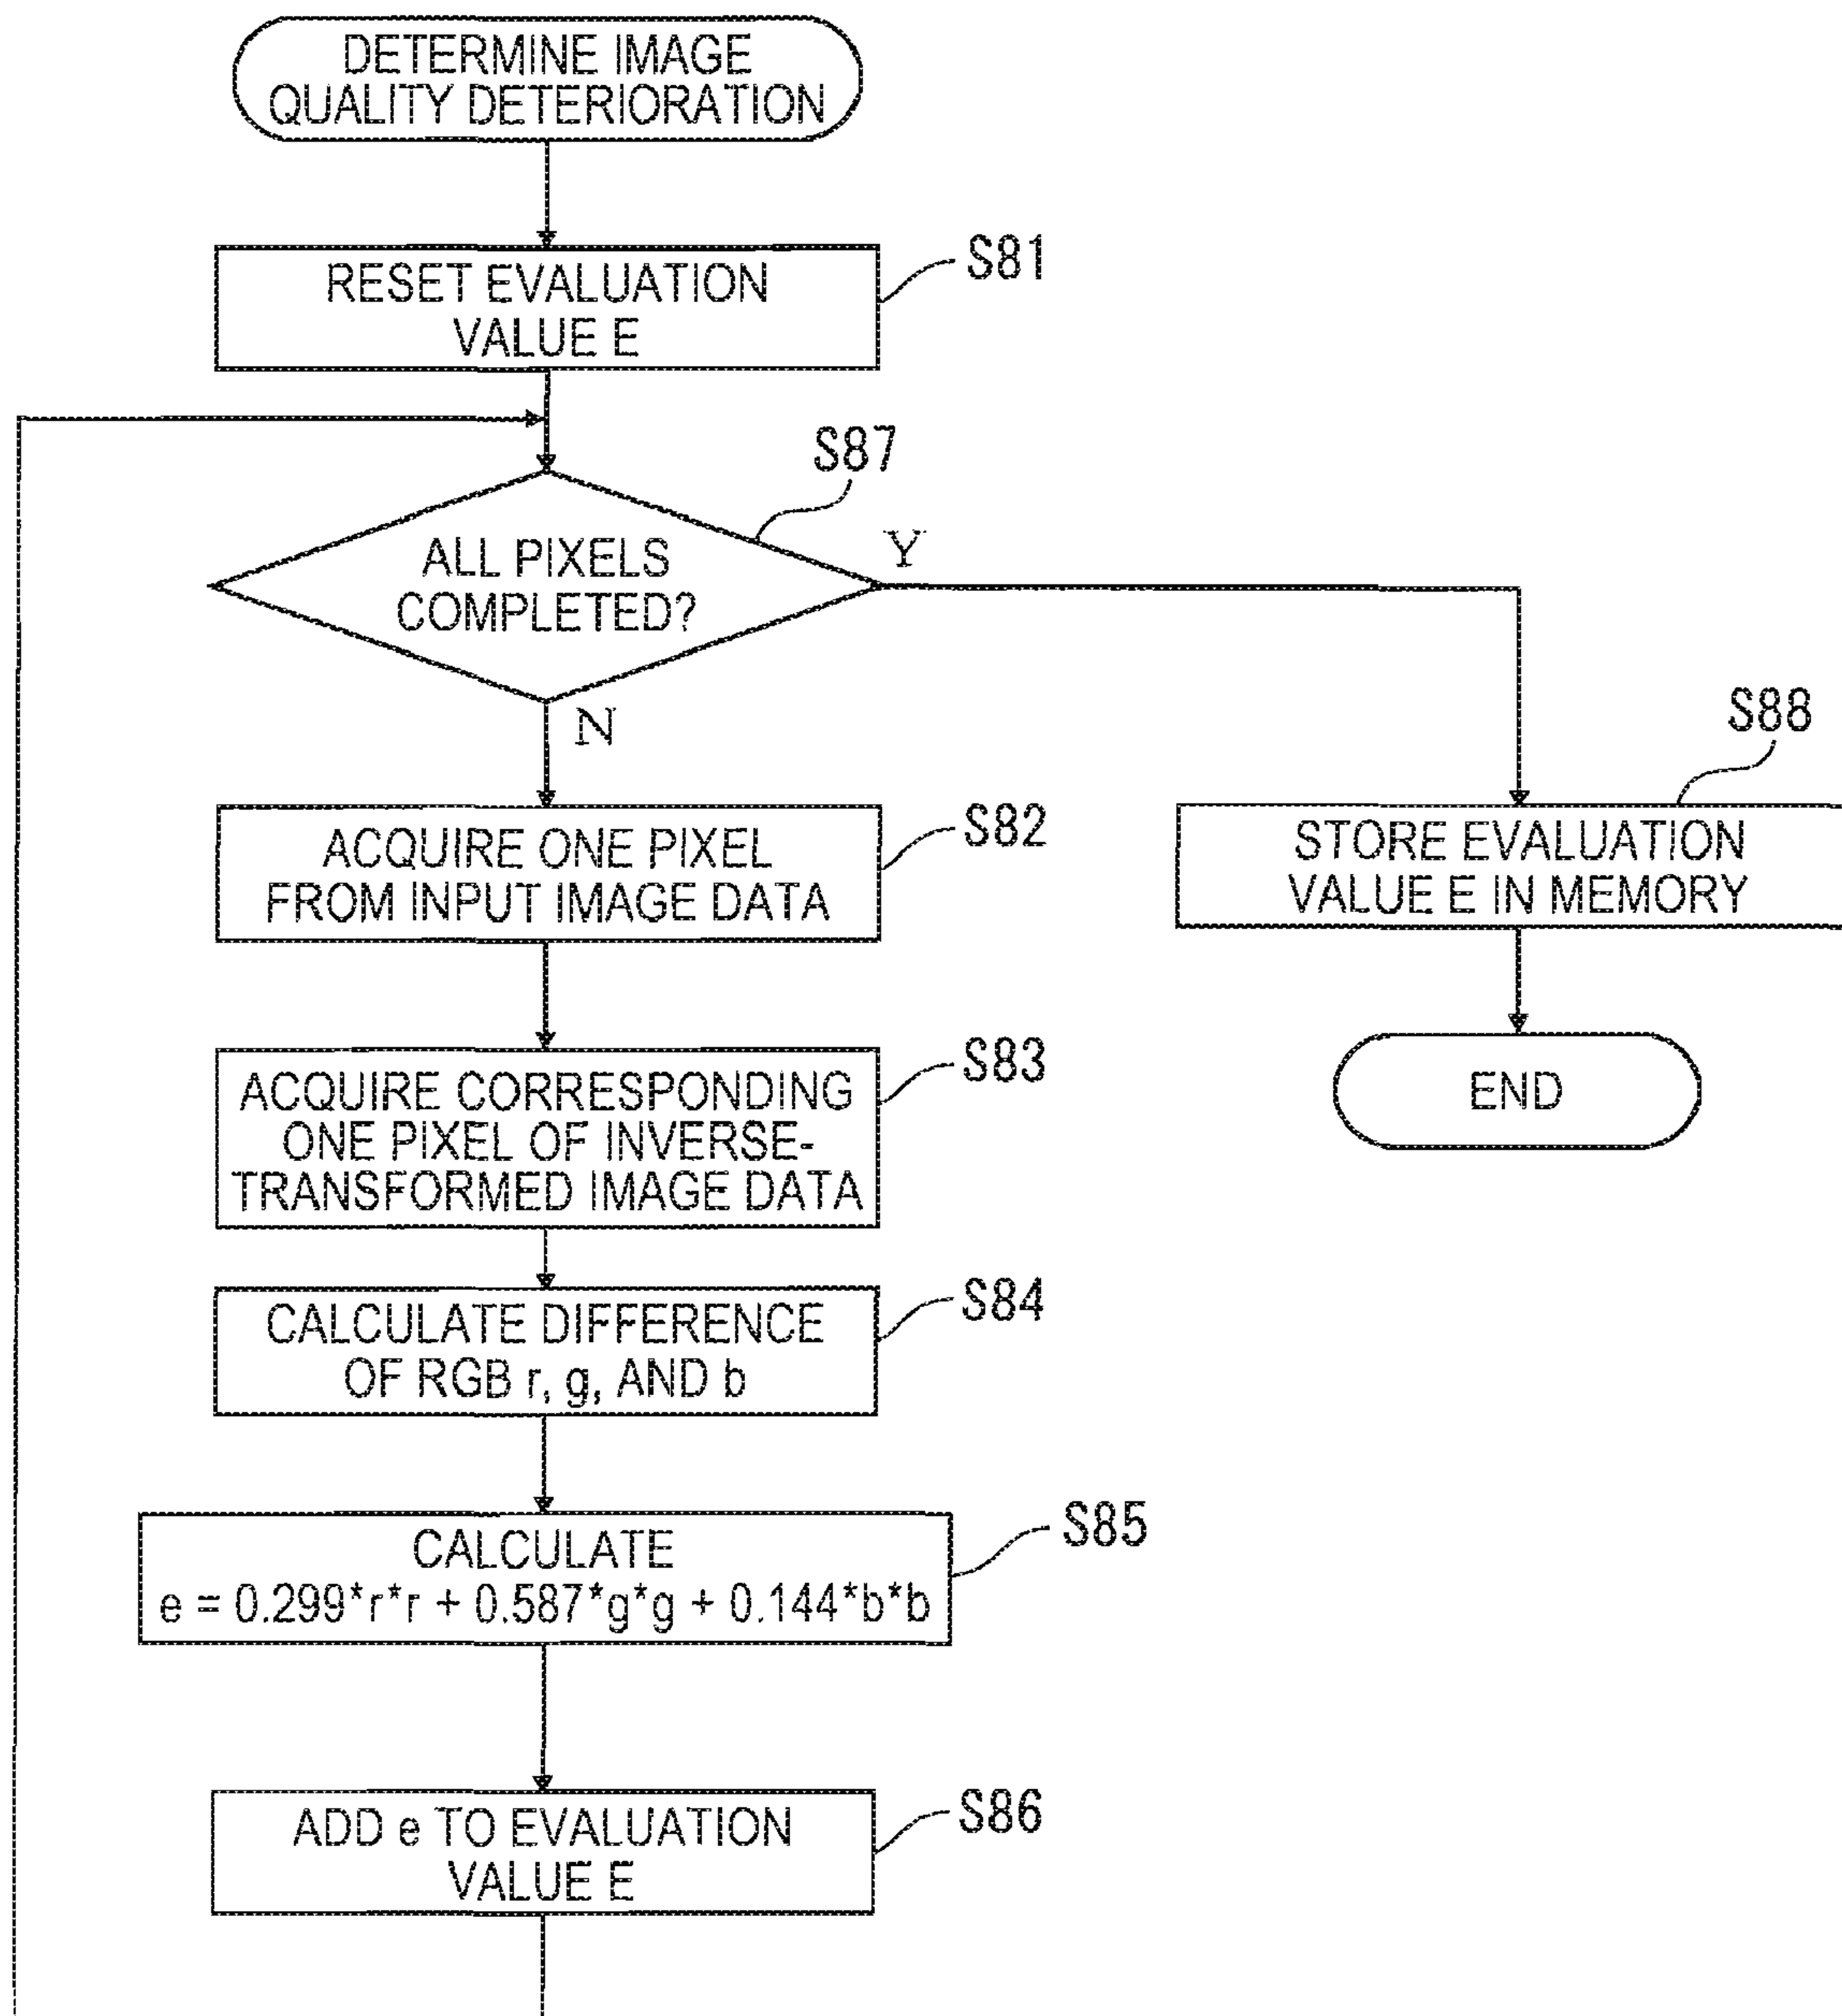 DETERMINE IMAGE
QUALITY DETERIORATION
RESET EVALUATION
VALUE E
S81
ALL PIXELS
COMPLETED?
S87
Y
N
ACQUIRE ONE PIXEL
FROM INPUT IMAGE DATA
S82
STORE EVALUATION
VALUE E IN MEMORY
S88
ACQUIRE CORRESPONDING
ONE PIXEL OF INVERSE-
TRANSFORMED IMAGE DATA
S83
END
CALCULATE DIFFERENCE
OF RGB r, g, AND b
S84
CALCULATE
e = 0.299*r*r + 0.587*g*g + 0.144*b*b
S85
ADD e TO EVALUATION
VALUE E
S86